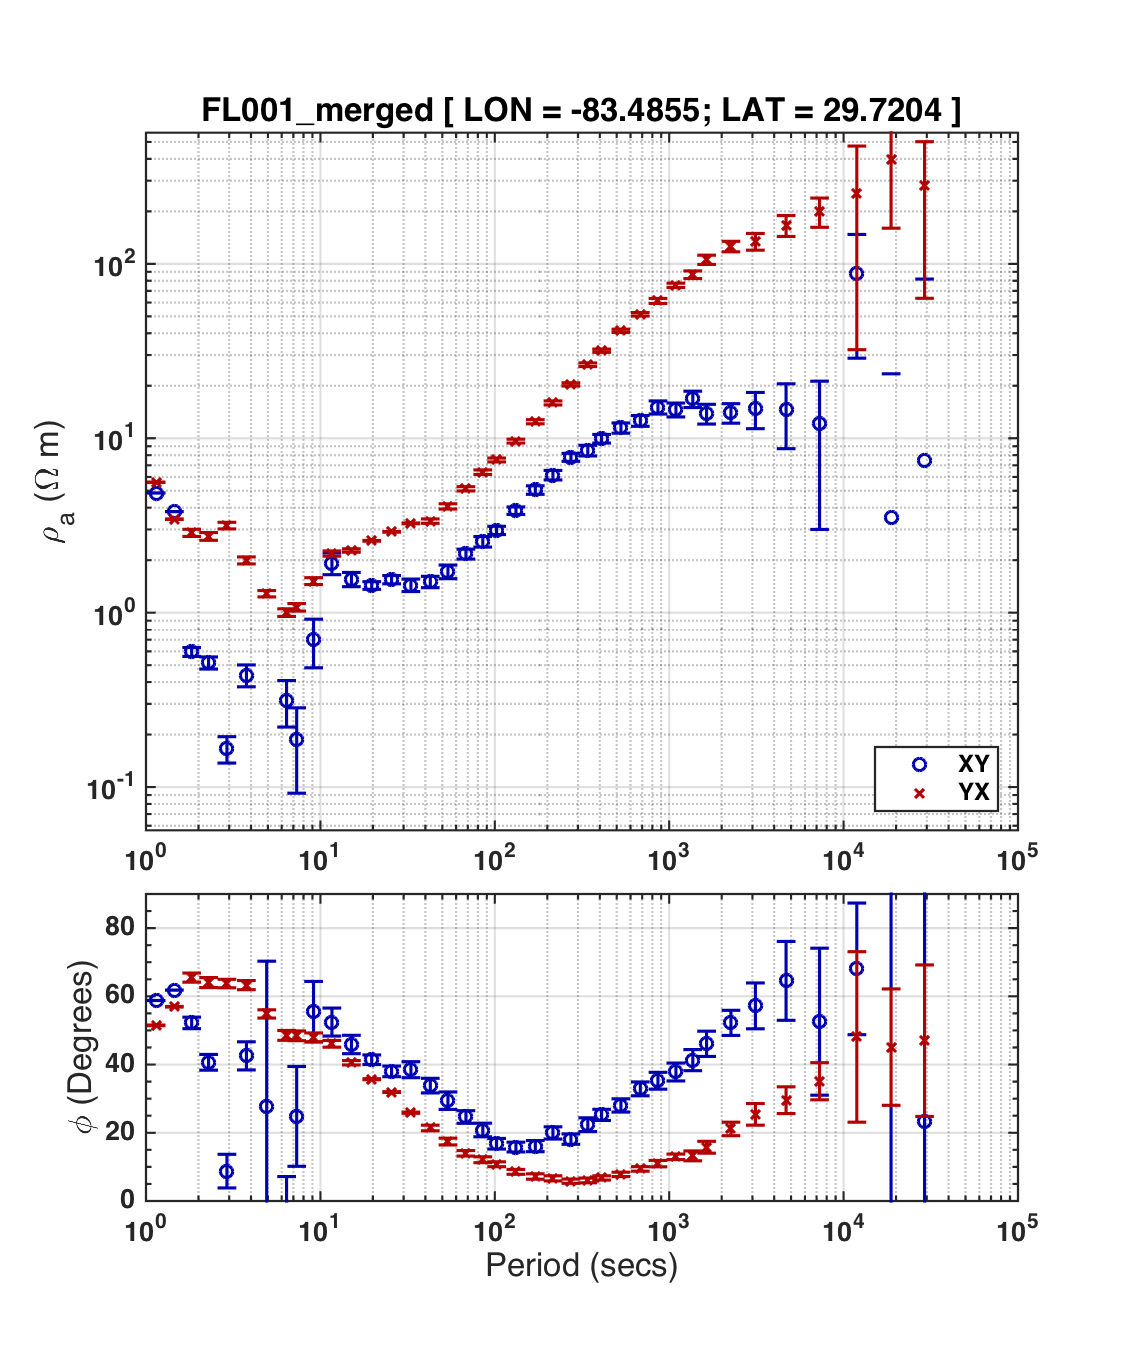 FL001_merged [ LON = -83.4855; LAT = 29.7204 ]
ρa (Ω m)
10^2
10^1
10^0
10^-1
XY
YX
10^0 10^1 10^2 10^3 10^4 10^5
ϕ (Degrees)
80
60
40
20
0
10^0 10^1 10^2 10^3 10^4 10^5
Period (secs)